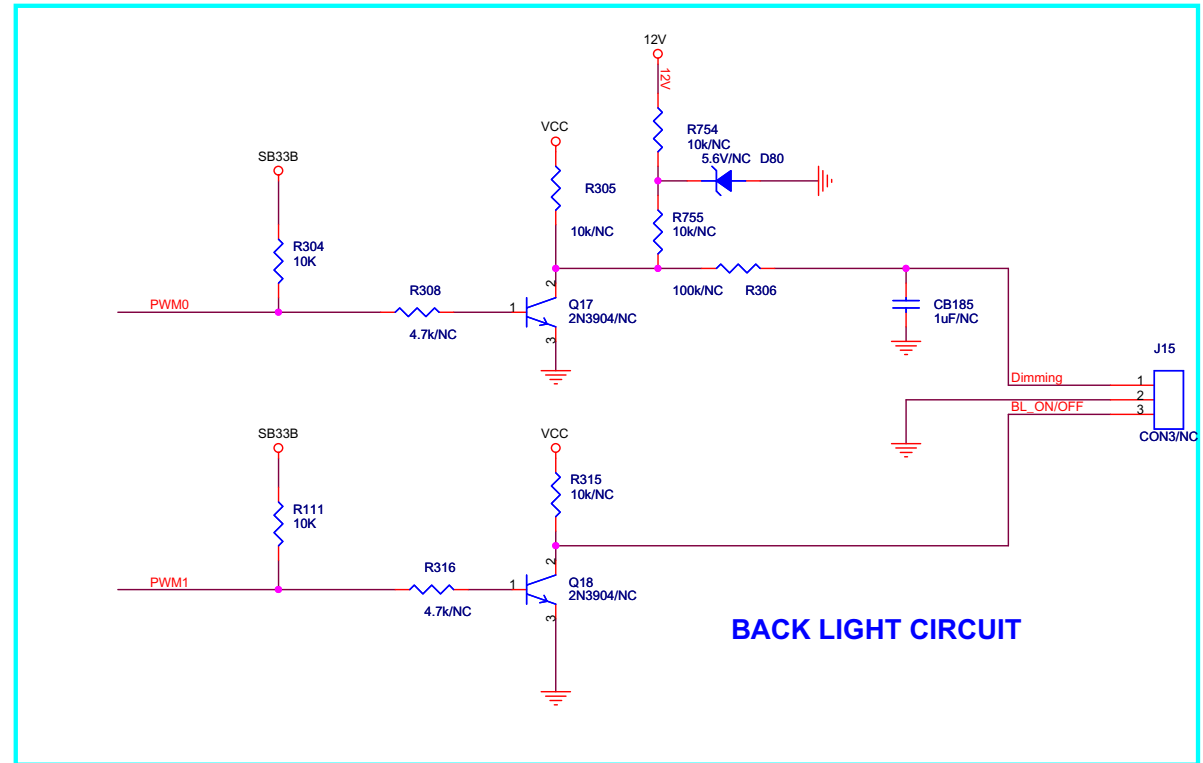 12V
12V
R754
10k/NC
5.6V/NC D80
VCC
SB33B
R305
10k/NC
R755
10k/NC
R304
10K
R308
4.7k/NC
PWM0
1
2
3
Q17
2N3904/NC
100k/NC R306
CB185
1uF/NC
J15
Dimming
BL_ON/OFF
1
2
3
CON3/NC
SB33B
VCC
R315
10k/NC
R111
10K
R316
4.7k/NC
PWM1
1
2
3
Q18
2N3904/NC
BACK LIGHT CIRCUIT